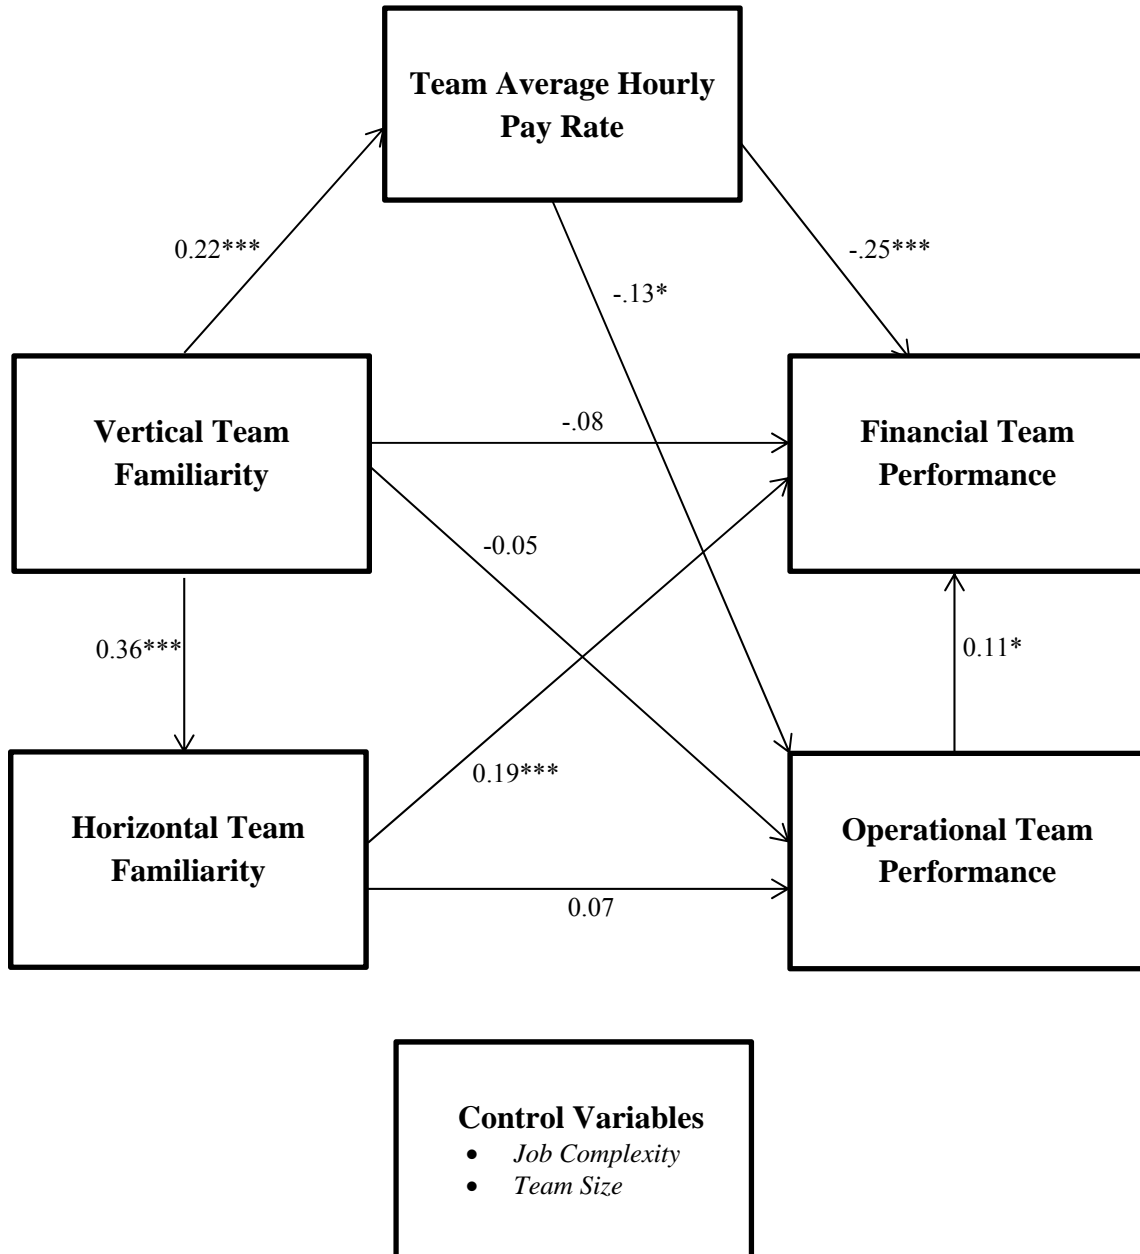 Team Average Hourly
Pay Rate
0.22***
-.25***
-.13*
Vertical Team
Familiarity
-.08
Financial Team
Performance
-0.05
0.36***
0.11*
0.19***
Horizontal Team
Familiarity
Operational Team
Performance
0.07
Control Variables
• Job Complexity
• Team Size